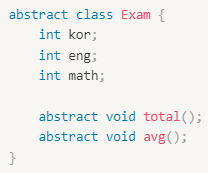 abstract class Exam {
    int kor;
    int eng;
    int math;

    abstract void total();
    abstract void avg();
}